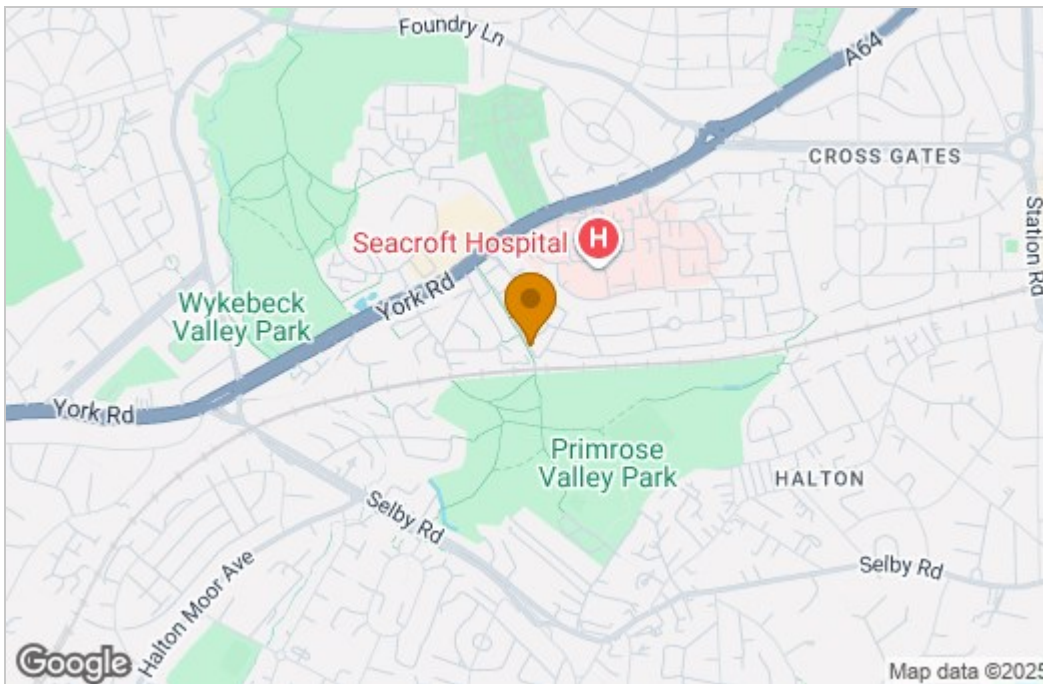 Foundry Ln
A64
CROSS GATES
Station Rd
Seacroft Hospital
H
York Rd
Wykebeck
Valley Park
York Rd
Primrose
Valley Park
HALTON
Selby Rd
Selby Rd
Halton Moor Ave
Google
Map data ©2025